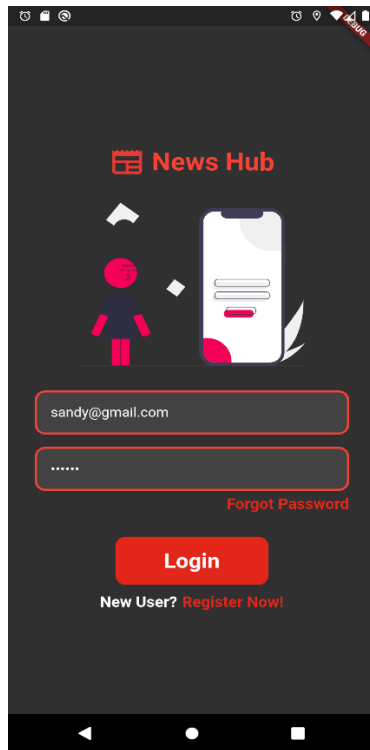 DEBUG
News Hub
sandy@gmail.com
••••••
Forgot Password
Login
New User? Register Now!